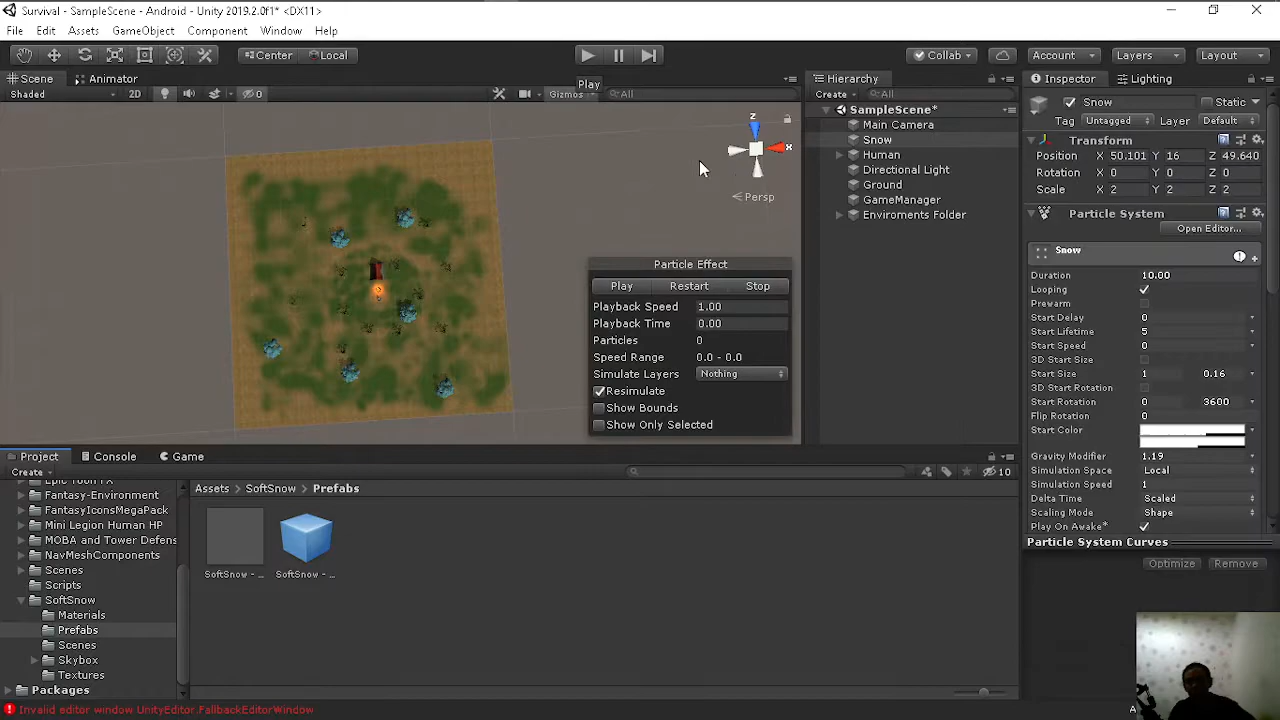 Survival - SampleScene - Android - Unity 2019.2.0f1* <DX11>
File Edit Assets GameObject Component Window Help
Center Local Collab Account Layers Layout
Scene Animator
Play
Shaded 2D 0 Gizmos All
z
x
Persp
Particle Effect
Play Restart Stop
Playback Speed 1.00
Playback Time 0.00
Particles 0
Speed Range 0.0 - 0.0
Simulate Layers Nothing
Resimulate
Show Bounds
Show Only Selected
Hierarchy
Create All
SampleScene*
Main Camera
Snow
Human
Directional Light
Ground
GameManager
Enviroments Folder
Inspector Lighting
Snow Static
Tag Untagged Layer Default
Transform
Position X 50.101 Y 16 Z 49.640
Rotation X 0 Y 0 Z 0
Scale X 2 Y 2 Z 2
Particle System
Open Editor...
Snow
Duration 10.00
Looping
Prewarm
Start Delay 0
Start Lifetime 5
Start Speed 0
3D Start Size
Start Size 1 0.16
3D Start Rotation
Start Rotation 0 3600
Flip Rotation 0
Start Color
Gravity Modifier 1.19
Simulation Space Local
Simulation Speed 1
Delta Time Scaled
Scaling Mode Shape
Play On Awake*
Particle System Curves
Optimize Remove
Project Console Game
Create 10
Epic Toon FX
Fantasy-Environment
FantasyIconsMegaPack
Mini Legion Human HP
MOBA and Tower Defens
NavMeshComponents
Scenes
Scripts
SoftSnow
Materials
Prefabs
Scenes
Skybox
Textures
Packages
Assets SoftSnow Prefabs
SoftSnow - ... SoftSnow - ...
Invalid editor window UnityEditor.FallbackEditorWindow
A